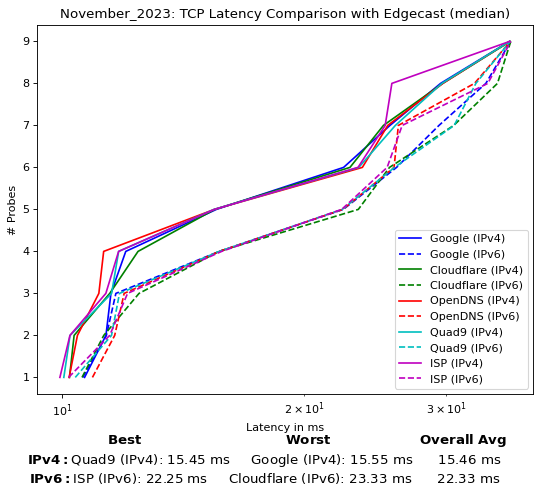 November_2023: TCP Latency Comparison with Edgecast (median)
9
8
7
6
5
4
3
2
1
# Probes
Google (IPv4)
Google (IPv6)
Cloudflare (IPv4)
Cloudflare (IPv6)
OpenDNS (IPv4)
OpenDNS (IPv6)
Quad9 (IPv4)
Quad9 (IPv6)
ISP (IPv4)
ISP (IPv6)
10¹ 2 × 10¹ 3 × 10¹
Latency in ms
Best Worst Overall Avg
IPv4: Quad9 (IPv4): 15.45 ms Google (IPv4): 15.55 ms 15.46 ms
IPv6: ISP (IPv6): 22.25 ms Cloudflare (IPv6): 23.33 ms 22.33 ms